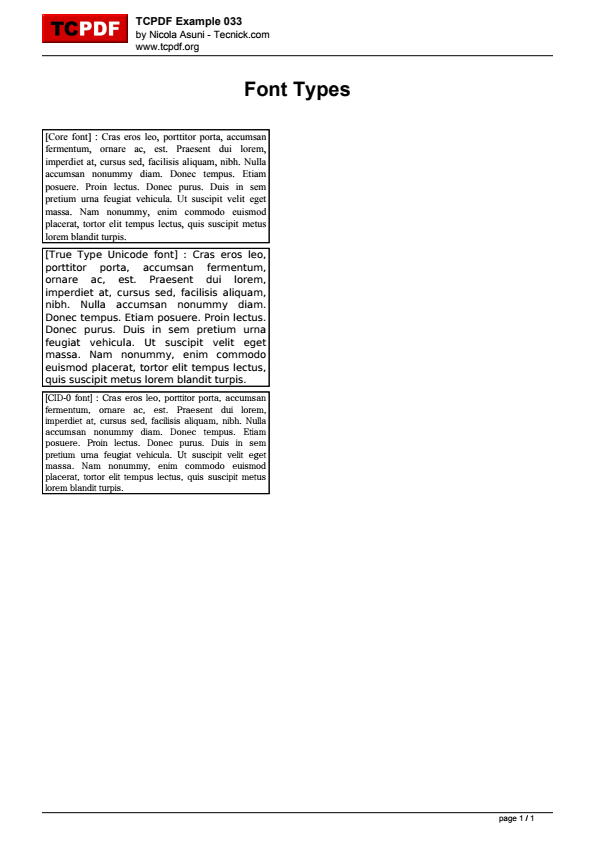 TCPDF
TCPDF Example 033
by Nicola Asuni - Tecnick.com
www.tcpdf.org
Font Types
[Core font] : Cras eros leo, porttitor porta, accumsan
fermentum, ornare ac, est. Praesent dui lorem,
imperdiet at, cursus sed, facilisis aliquam, nibh. Nulla
accumsan nonummy diam. Donec tempus. Etiam
posuere. Proin lectus. Donec purus. Duis in sem
pretium urna feugiat vehicula. Ut suscipit velit eget
massa. Nam nonummy, enim commodo euismod
placerat, tortor elit tempus lectus, quis suscipit metus
lorem blandit turpis.
[True Type Unicode font] : Cras eros leo,
porttitor porta, accumsan fermentum,
ornare ac, est. Praesent dui lorem,
imperdiet at, cursus sed, facilisis aliquam,
nibh. Nulla accumsan nonummy diam.
Donec tempus. Etiam posuere. Proin lectus.
Donec purus. Duis in sem pretium urna
feugiat vehicula. Ut suscipit velit eget
massa. Nam nonummy, enim commodo
euismod placerat, tortor elit tempus lectus,
quis suscipit metus lorem blandit turpis.
[CID-0 font] : Cras eros leo, porttitor porta, accumsan
fermentum, ornare ac, est. Praesent dui lorem,
imperdiet at, cursus sed, facilisis aliquam, nibh. Nulla
accumsan nonummy diam. Donec tempus. Etiam
posuere. Proin lectus. Donec purus. Duis in sem
pretium urna feugiat vehicula. Ut suscipit velit eget
massa. Nam nonummy, enim commodo euismod
placerat, tortor elit tempus lectus, quis suscipit metus
lorem blandit turpis.
page 1 / 1